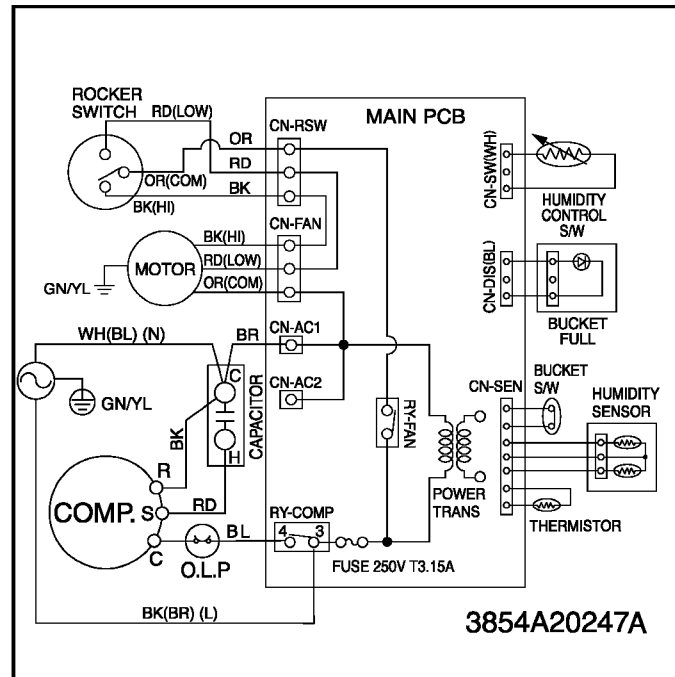 ROCKER
SWITCH
RD(LOW)
OR(COM)
BK(HI)
OR
RD
BK
CN-RSW
MAIN PCB
CN-SW(WH)
HUMIDITY
CONTROL
S/W
CN-FAN
BK(HI)
RD(LOW)
OR(COM)
MOTOR
GN/YL
CN-DIS(BL)
BUCKET
FULL
WH(BL) (N)
BR
CN-AC1
CN-AC2
GN/YL
C
H
CAPACITOR
BK
RD
RY-FAN
POWER
TRANS
CN-SEN
BUCKET
S/W
HUMIDITY
SENSOR
THERMISTOR
COMP.
R
S
C
O.L.P
BL
RY-COMP
4 3
FUSE 250V T3.15A
BK(BR) (L)
3854A20247A